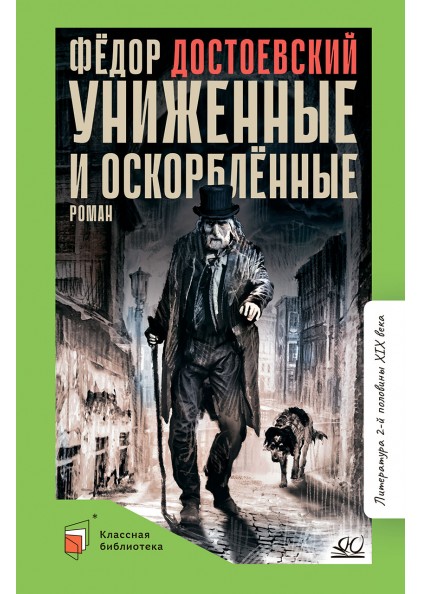 ФЁДОР ДОСТОЕВСКИЙ
УНИЖЕННЫЕ
И ОСКОРБЛЁННЫЕ
РОМАН
Литература 2-й половины XIX века
*
Классная
библиотека